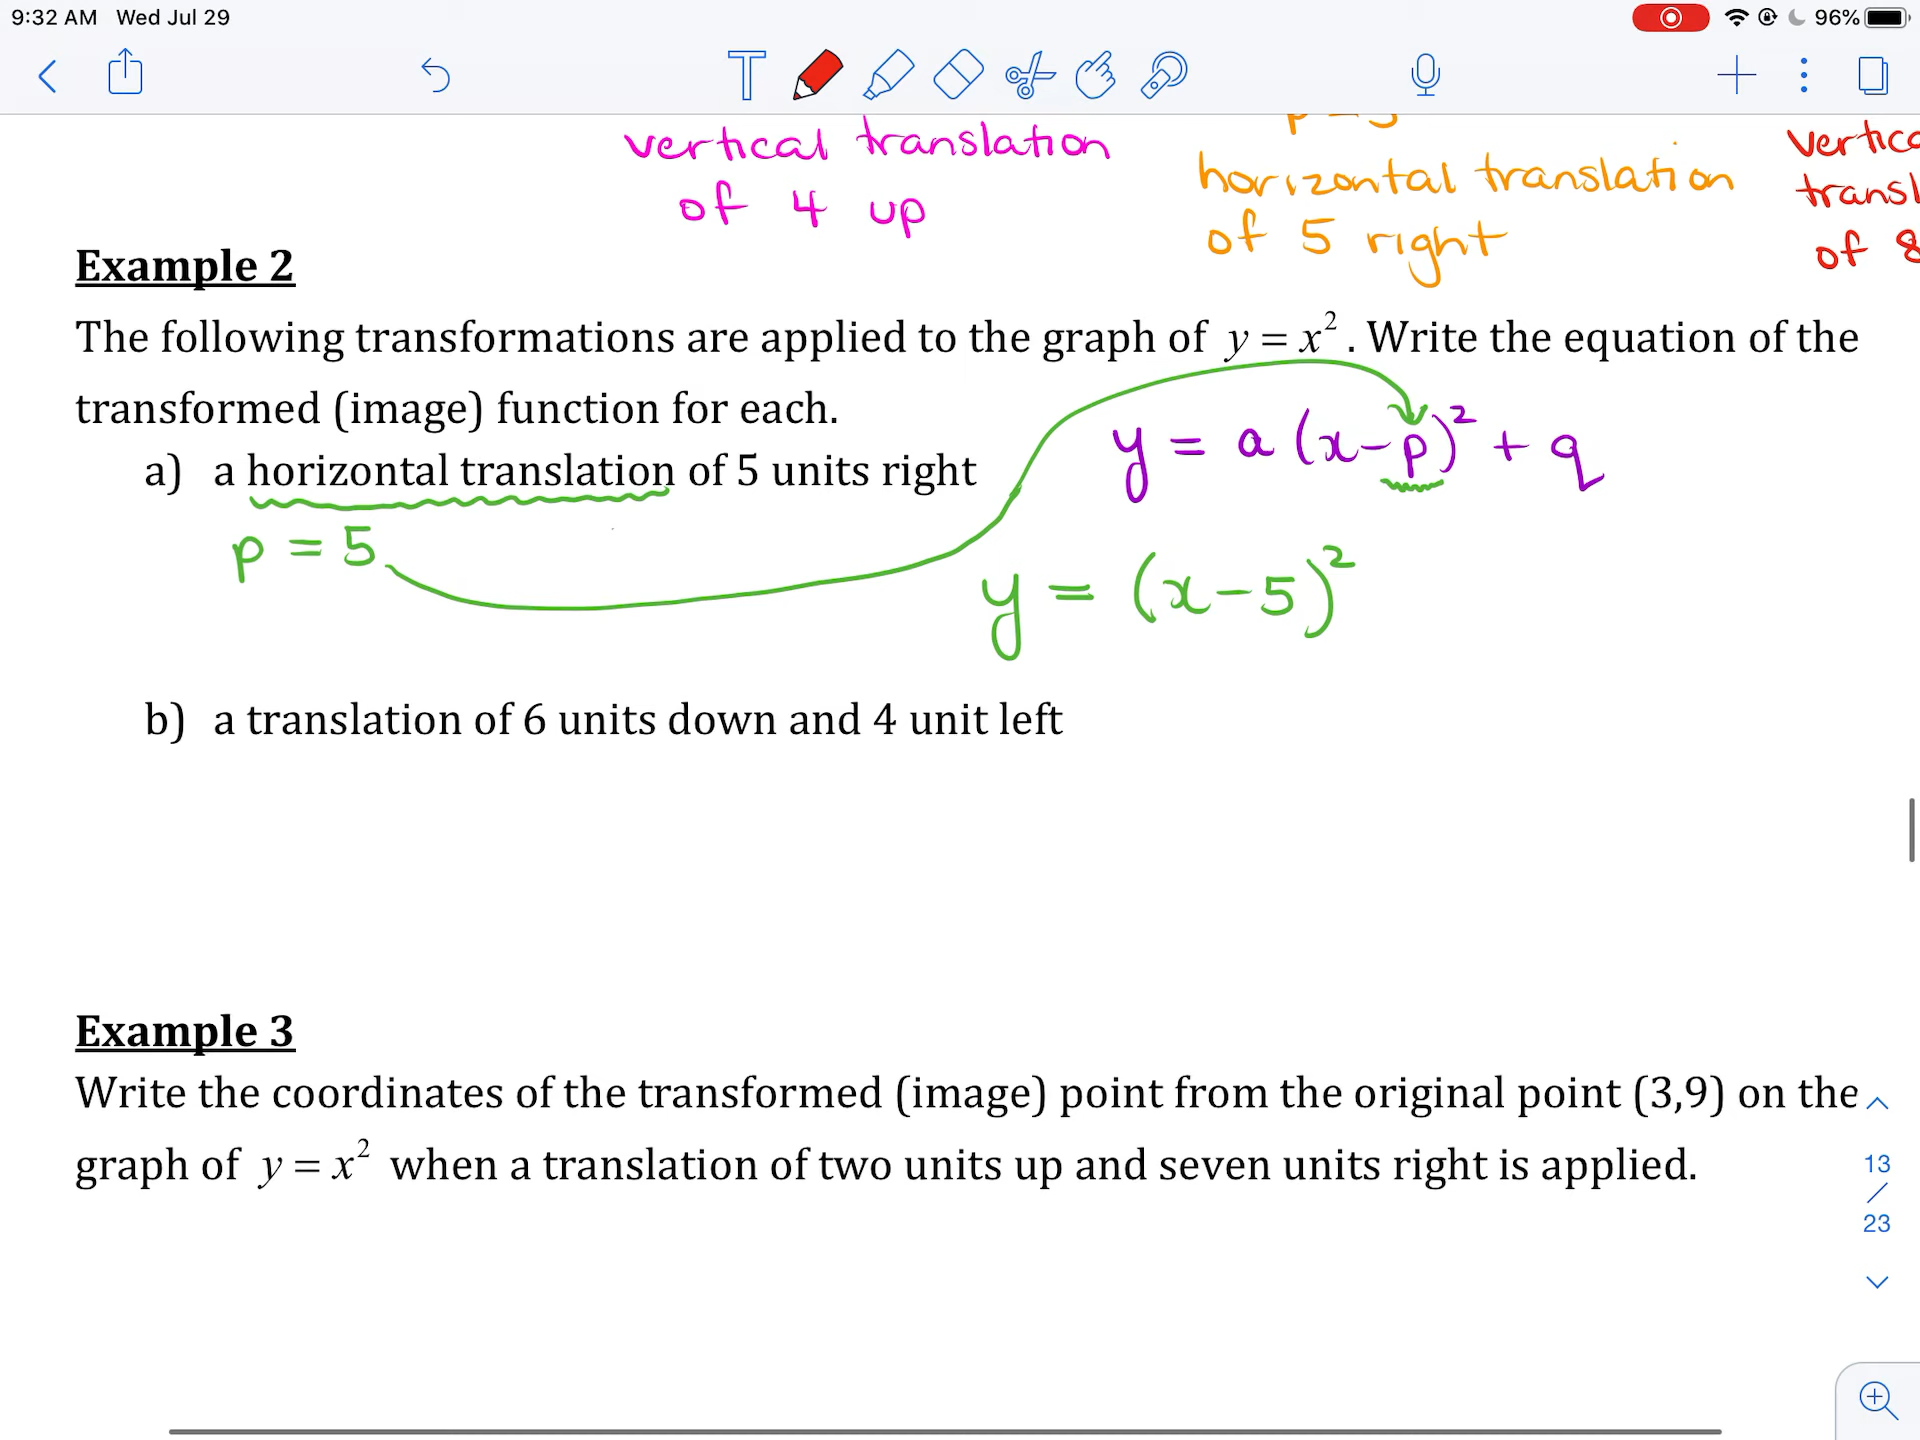 9:32 AM Wed Jul 29
96%
vertical translation
of 4 up
horizontal translation
of 5 right
of 8
Example 2
The following transformations are applied to the graph of y = x². Write the equation of the
transformed (image) function for each.
a) a horizontal translation of 5 units right
y = a (x-p)² + q
p = 5
y = (x-5)²
b) a translation of 6 units down and 4 unit left
Example 3
Write the coordinates of the transformed (image) point from the original point (3,9) on the
graph of y = x² when a translation of two units up and seven units right is applied.
13
/
23